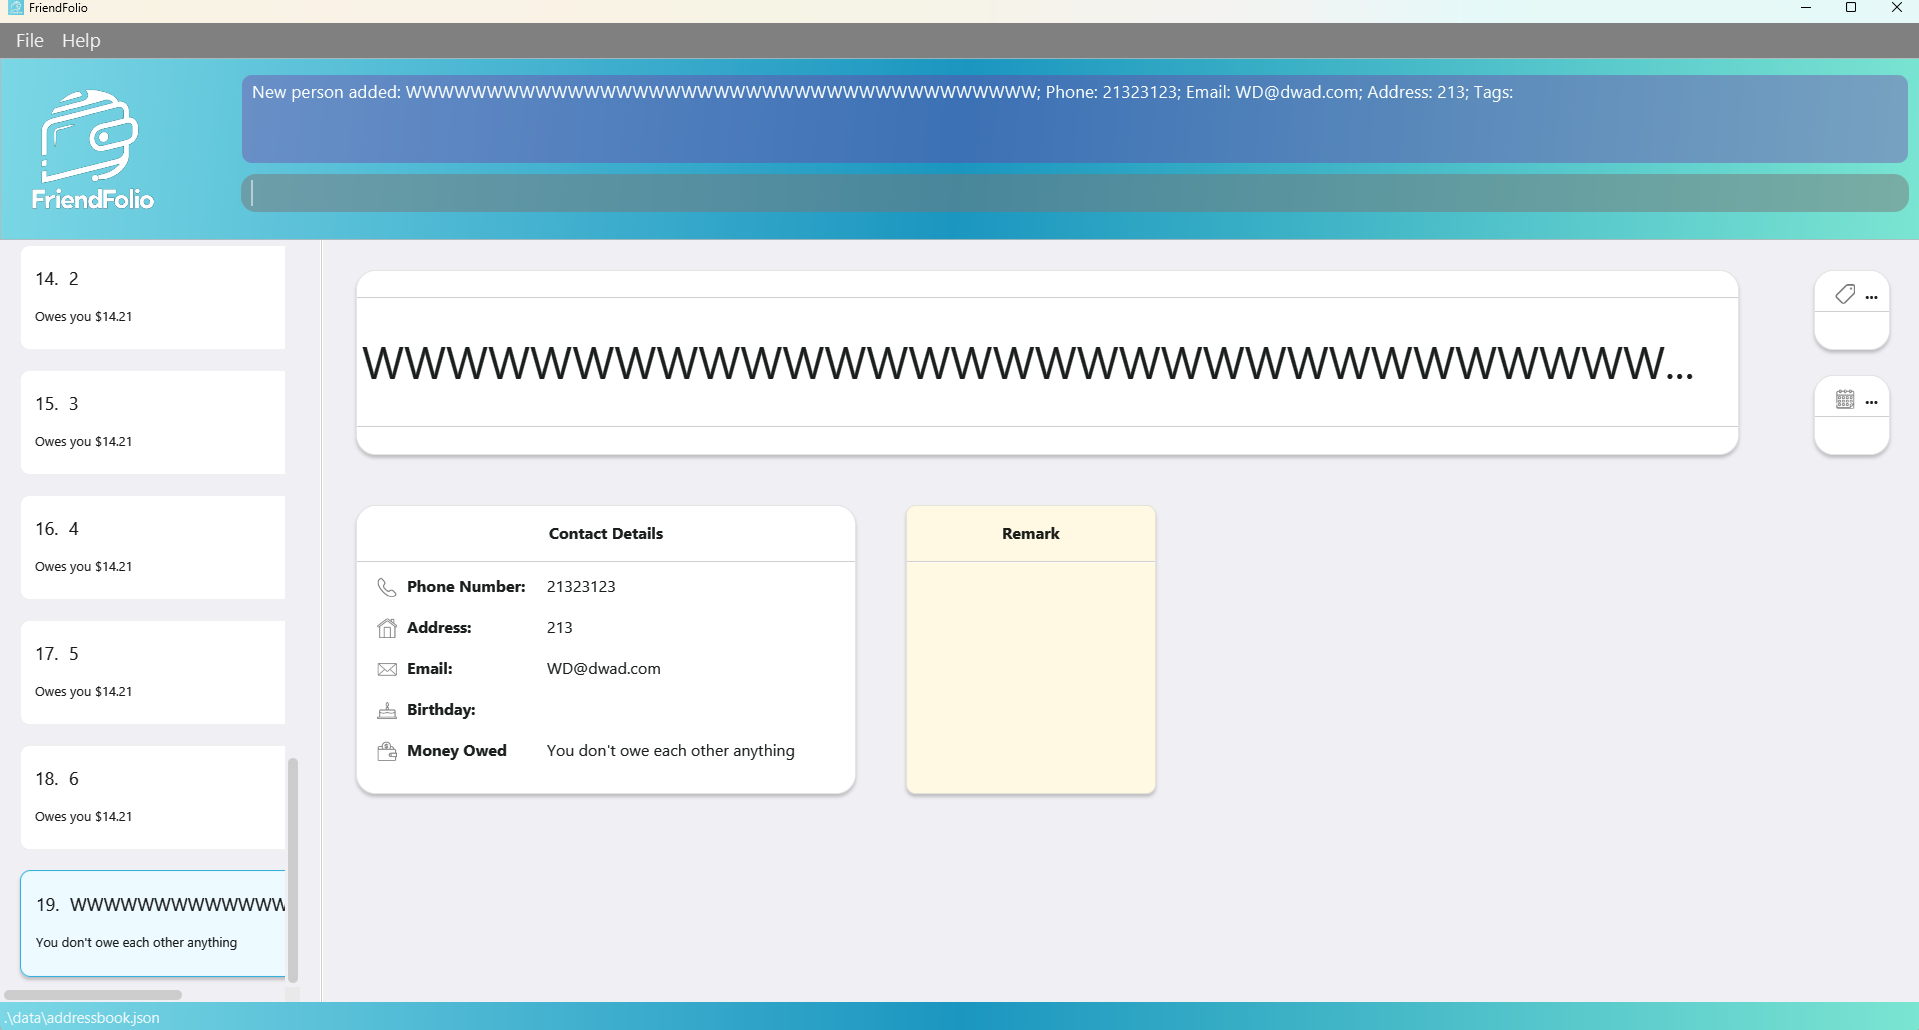 FriendFolio
File Help
New person added: WWWWWWWWWWWWWWWWWWWWWWWWWWWWWWWWWWWWWWW; Phone: 21323123; Email: WD@dwad.com; Address: 213; Tags:
FriendFolio
14. 2
Owes you $14.21
15. 3
Owes you $14.21
16. 4
Owes you $14.21
17. 5
Owes you $14.21
18. 6
Owes you $14.21
19. WWWWWWWWWWWWW
You don't owe each other anything
WWWWWWWWWWWWWWWWWWWWWWWWWWWWWWW...
...
...
Contact Details
Phone Number: 21323123
Address: 213
Email: WD@dwad.com
Birthday:
Money Owed You don't owe each other anything
Remark
.\data\addressbook.json